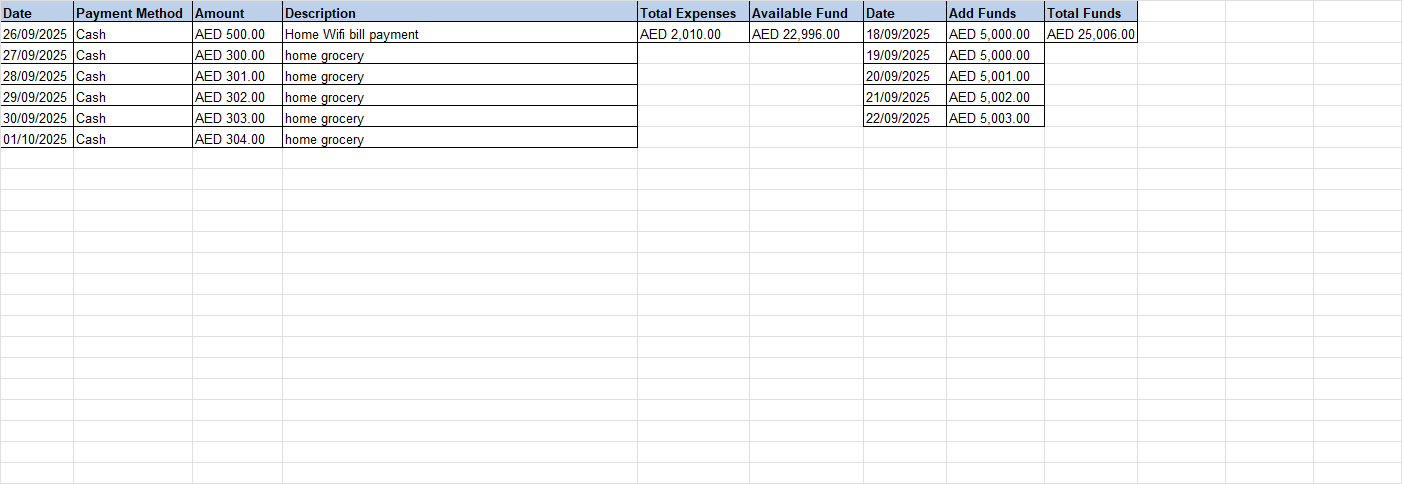 Date Payment Method Amount Description Total Expenses Available Fund Date Add Funds Total Funds
26/09/2025 Cash AED 500.00 Home Wifi bill payment AED 2,010.00 AED 22,996.00 18/09/2025 AED 5,000.00 AED 25,006.00
27/09/2025 Cash AED 300.00 home grocery 19/09/2025 AED 5,000.00
28/09/2025 Cash AED 301.00 home grocery 20/09/2025 AED 5,001.00
29/09/2025 Cash AED 302.00 home grocery 21/09/2025 AED 5,002.00
30/09/2025 Cash AED 303.00 home grocery 22/09/2025 AED 5,003.00
01/10/2025 Cash AED 304.00 home grocery